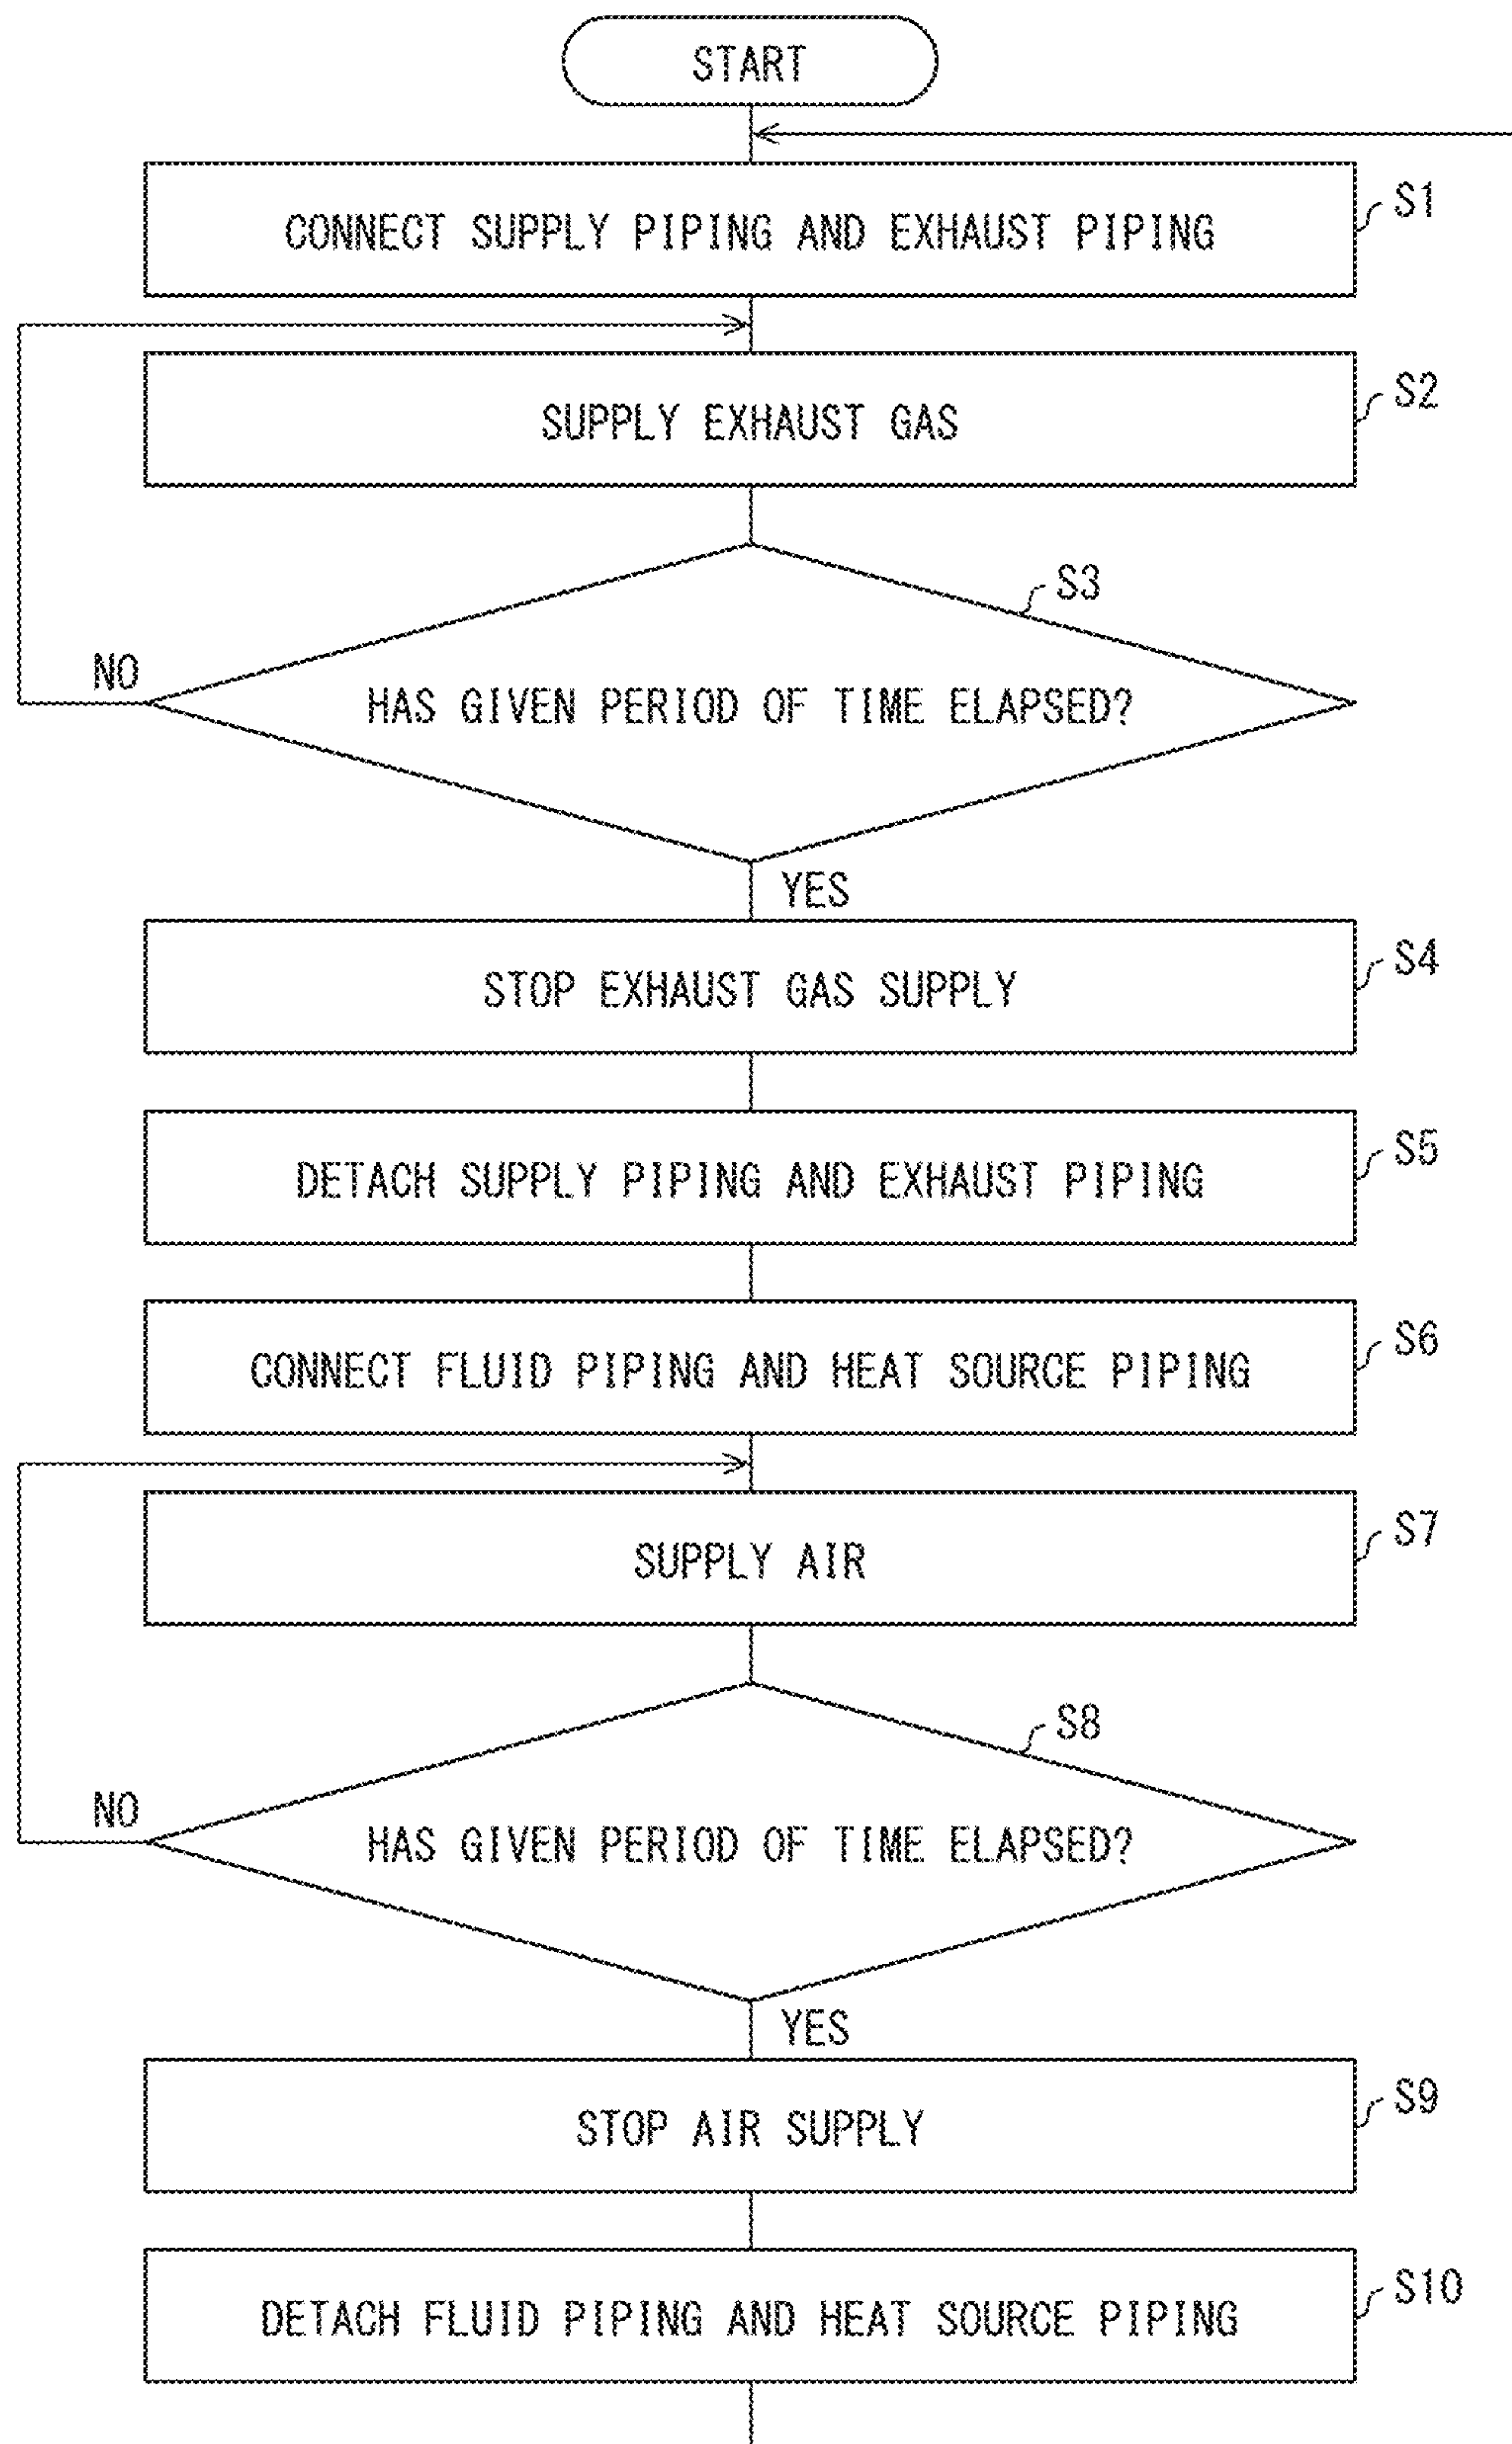 START
CONNECT SUPPLY PIPING AND EXHAUST PIPING
S1
SUPPLY EXHAUST GAS
S2
S3
HAS GIVEN PERIOD OF TIME ELAPSED?
NO
YES
STOP EXHAUST GAS SUPPLY
S4
DETACH SUPPLY PIPING AND EXHAUST PIPING
S5
CONNECT FLUID PIPING AND HEAT SOURCE PIPING
S6
SUPPLY AIR
S7
S8
HAS GIVEN PERIOD OF TIME ELAPSED?
NO
YES
STOP AIR SUPPLY
S9
DETACH FLUID PIPING AND HEAT SOURCE PIPING
S10